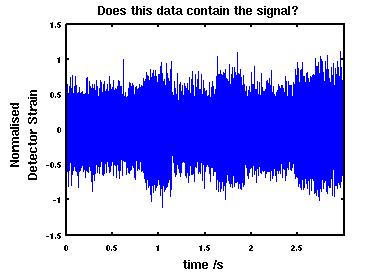 Does this data contain the signal?
1.5
1
0.5
0
-0.5
-1
-1.5
Normalised
Detector Strain
0 0.5 1 1.5 2 2.5
time /s